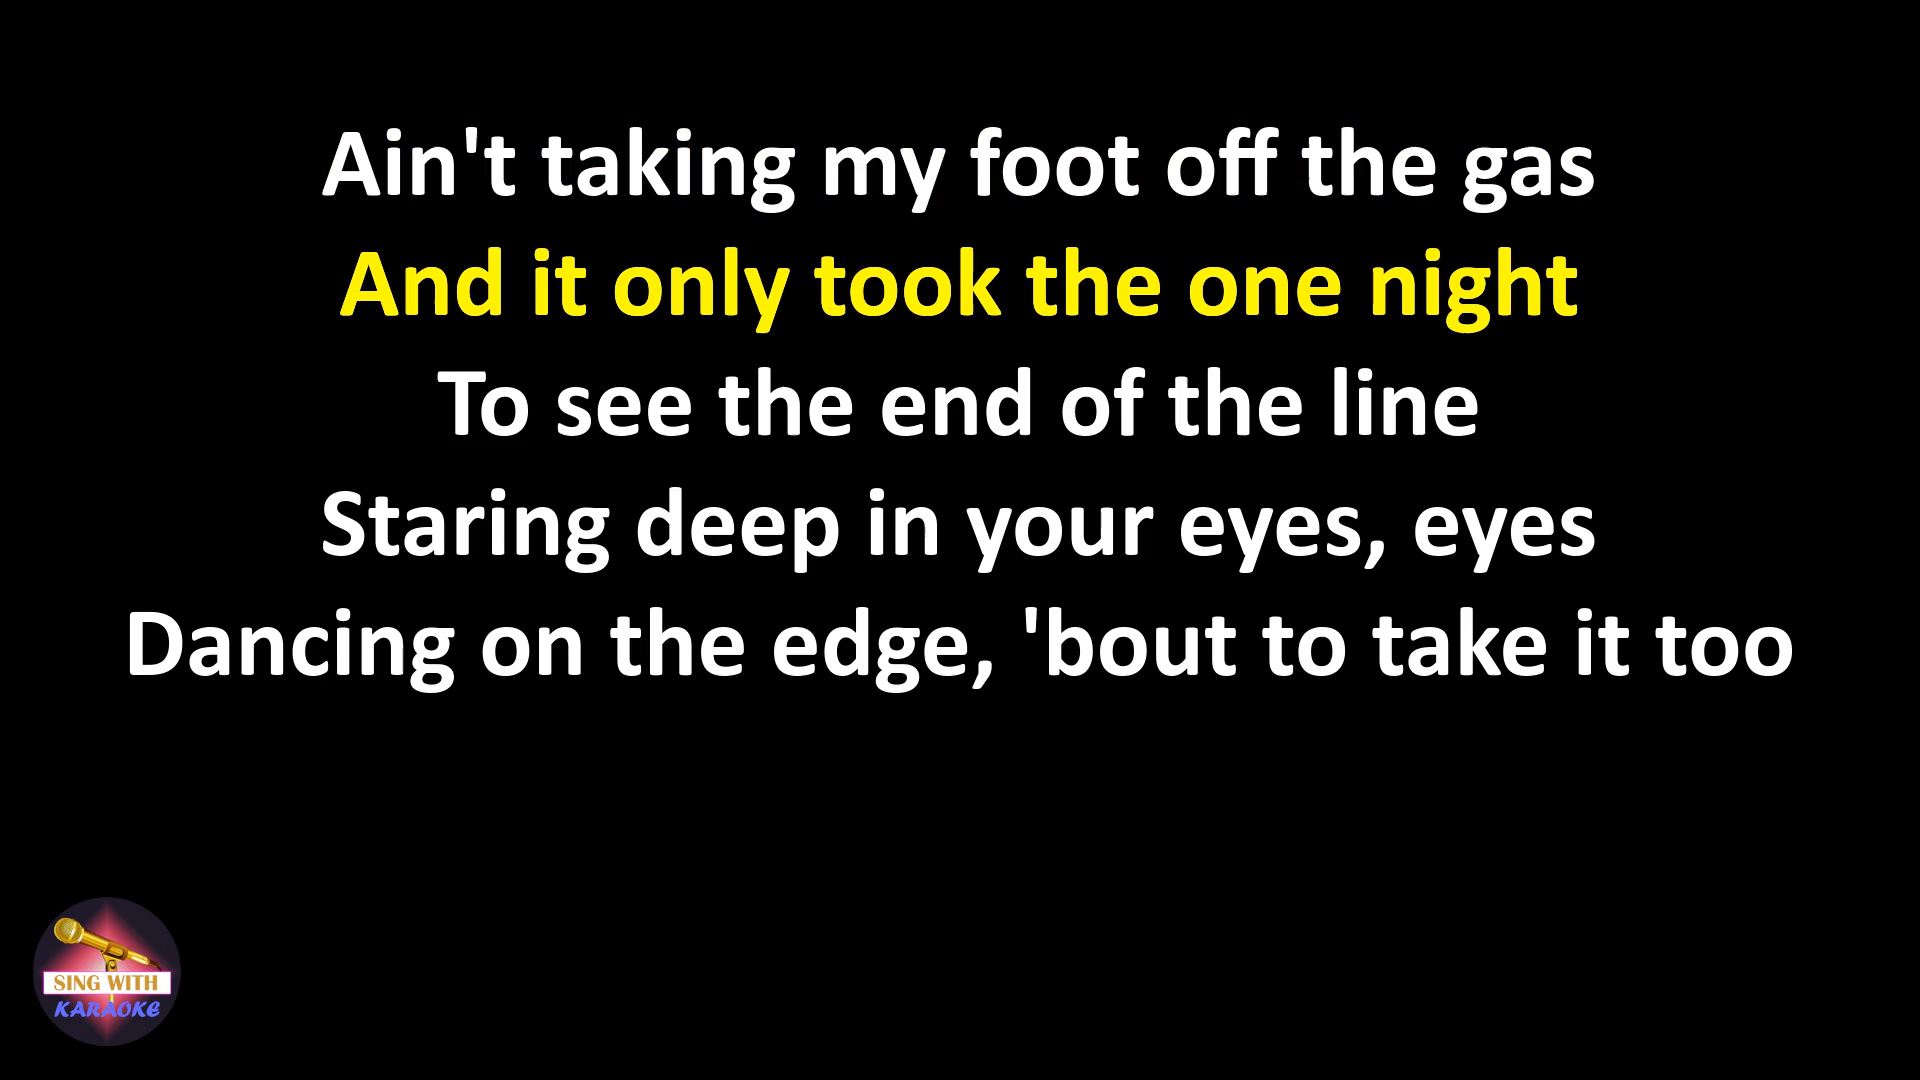 Ain't taking my foot off the gas
And it only took the one night
To see the end of the line
Staring deep in your eyes, eyes
Dancing on the edge, 'bout to take it too
SING WITH
KARAOKE